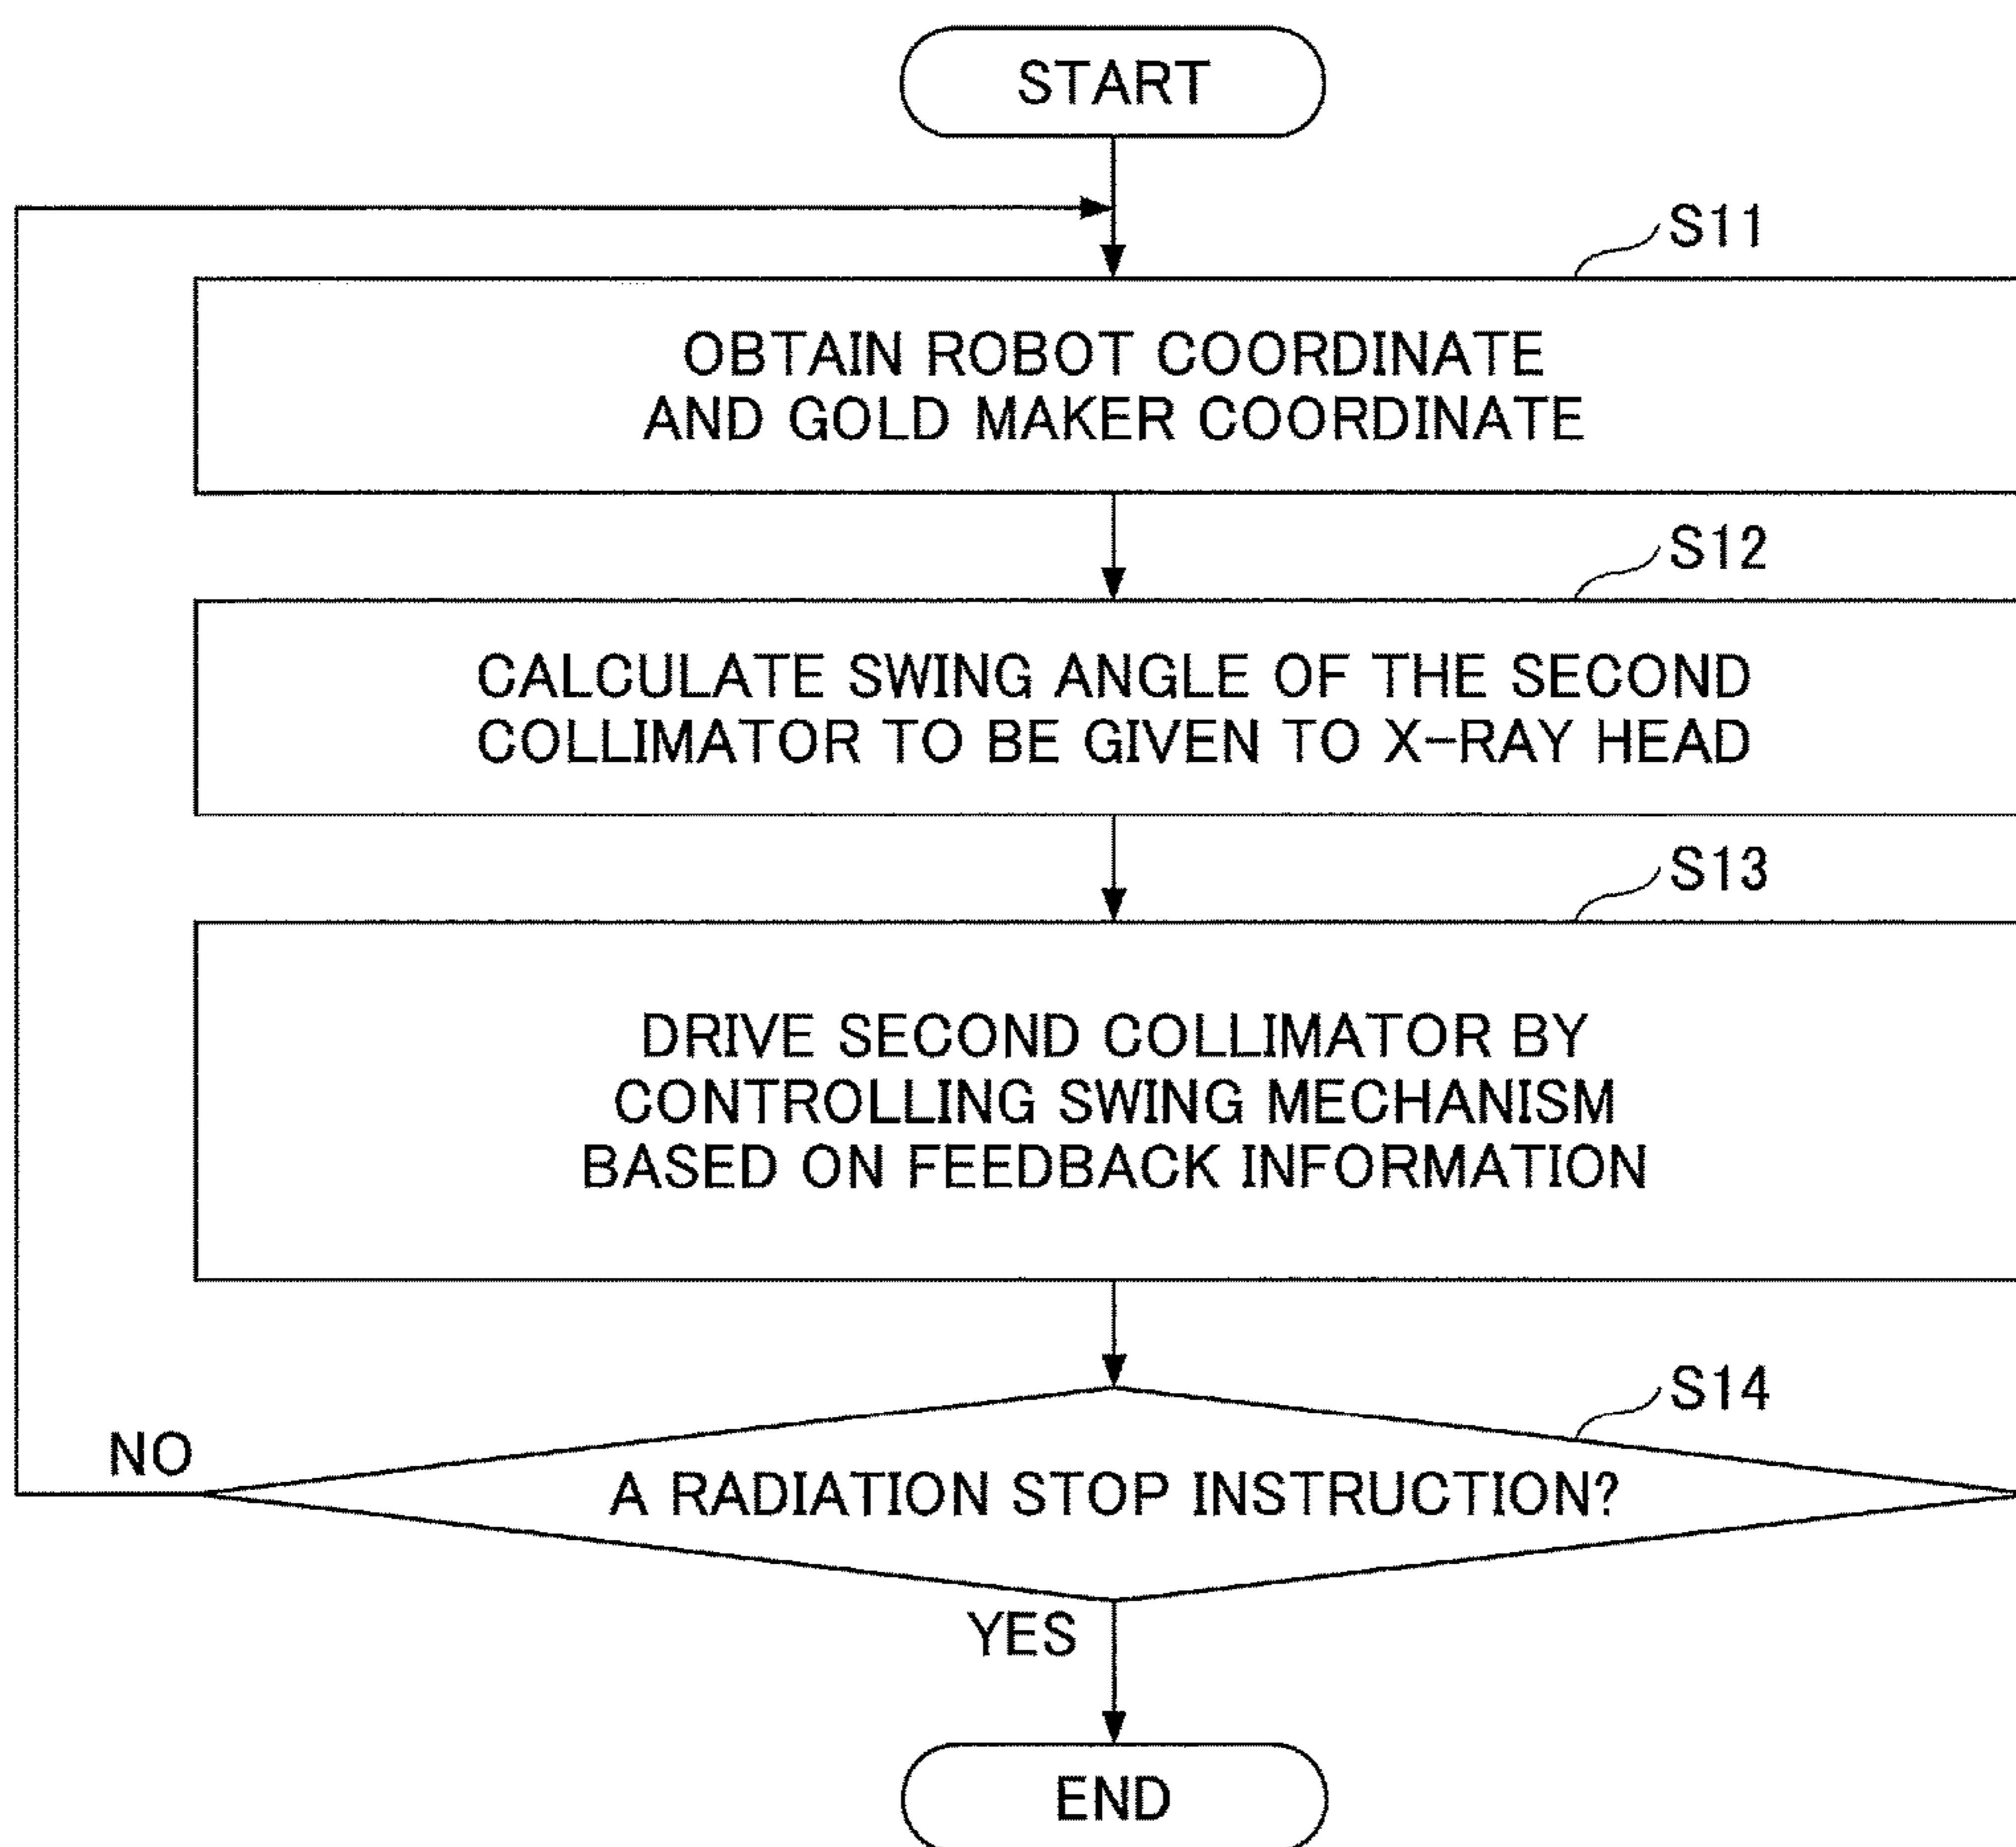 START
S11
OBTAIN ROBOT COORDINATE
AND GOLD MAKER COORDINATE
S12
CALCULATE SWING ANGLE OF THE SECOND
COLLIMATOR TO BE GIVEN TO X-RAY HEAD
S13
DRIVE SECOND COLLIMATOR BY
CONTROLLING SWING MECHANISM
BASED ON FEEDBACK INFORMATION
S14
NO
A RADIATION STOP INSTRUCTION?
YES
END